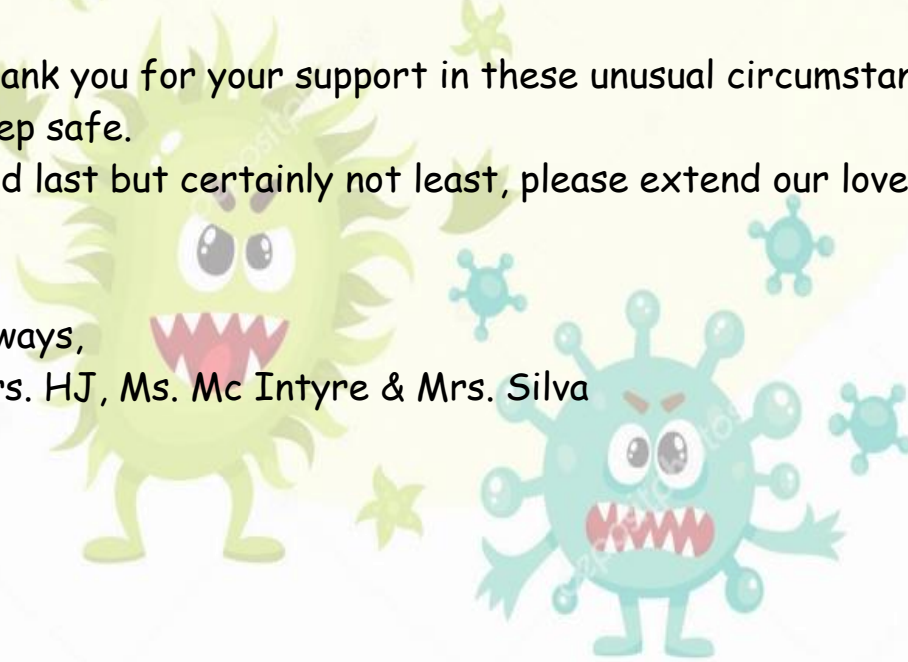 ank you for your support in these unusual circumstan
ep safe.
d last but certainly not least, please extend our love
ways,
rs. HJ, Ms. Mc Intyre & Mrs. Silva